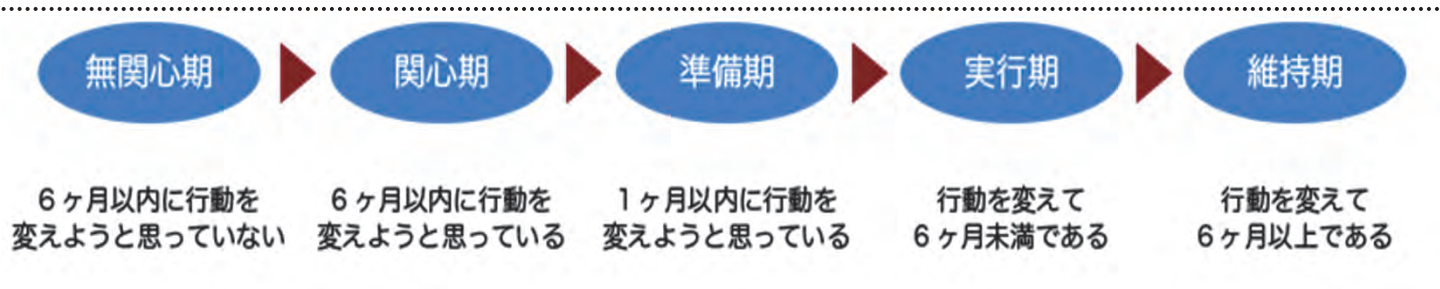 無関心期
関心期
準備期
実行期
維持期
6ヶ月以内に行動を
変えようと思っていない
6ヶ月以内に行動を
変えようと思っている
1ヶ月以内に行動を
変えようと思っている
行動を変えて
6ヶ月未満である
行動を変えて
6ヶ月以上である